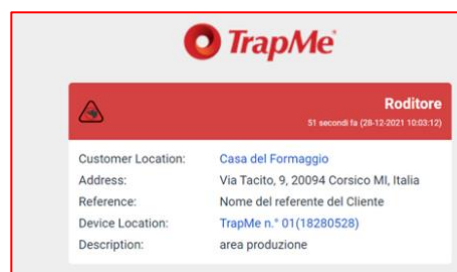 TrapMe
Roditore
51 secondi fa (28-12-2021 10:03:12)
Customer Location: Casa del Formaggio
Address: Via Tacito, 9, 20094 Corsico MI, Italia
Reference: Nome del referente del Cliente
Device Location: TrapMe n.° 01(18280528)
Description: area produzione